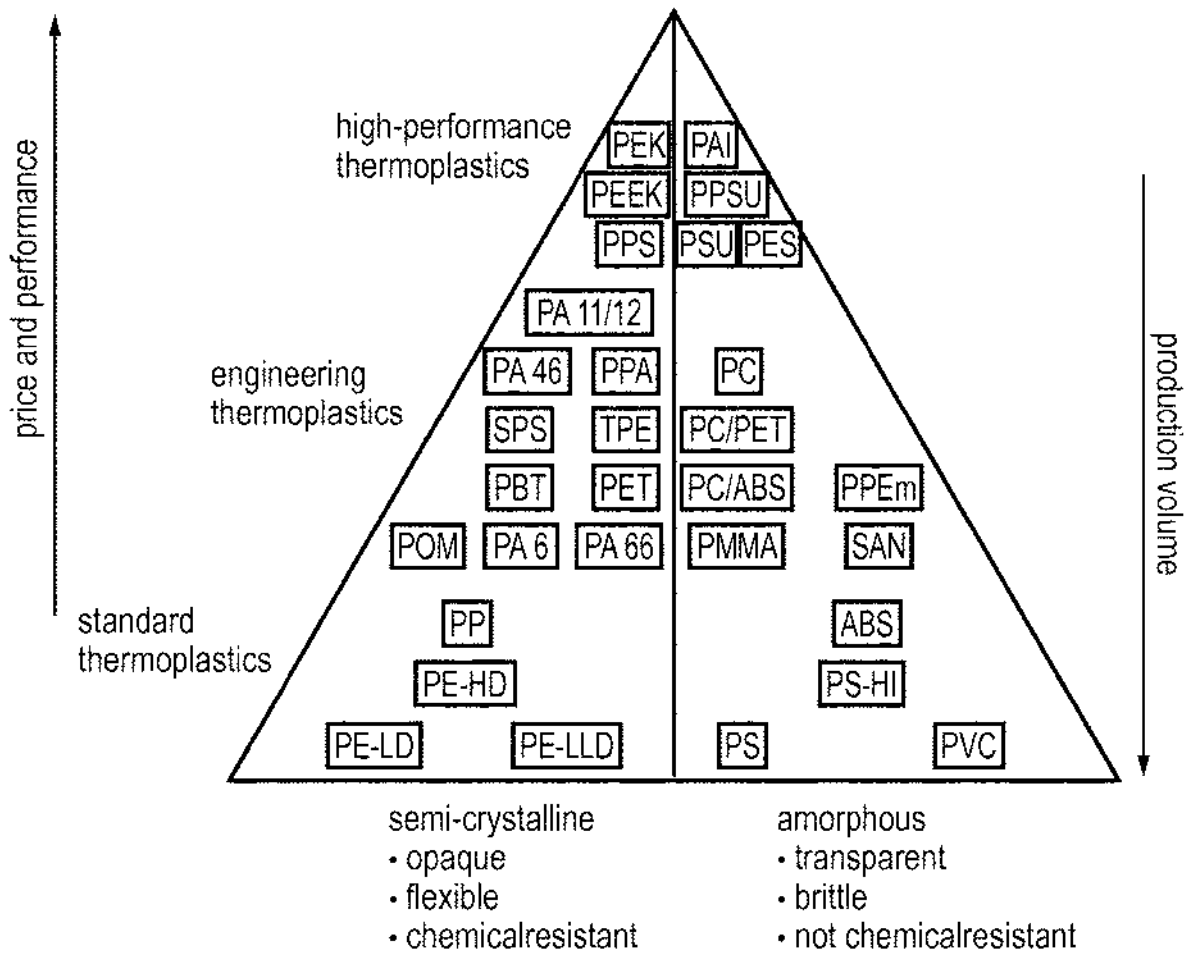 high-performance
thermoplastics
PEK PAI
PEEK PPSU
PPS PSU PES
PA 11/12
engineering
thermoplastics
PA 46 PPA PC
SPS TPE PC/PET
PBT PET PC/ABS PPEm
POM PA 6 PA 66 PMMA SAN
standard
thermoplastics
PP ABS
PE-HD PS-HI
PE-LD PE-LLD PS PVC
price and performance
production volume
semi-crystalline
• opaque
• flexible
• chemicalresistant
amorphous
• transparent
• brittle
• not chemicalresistant